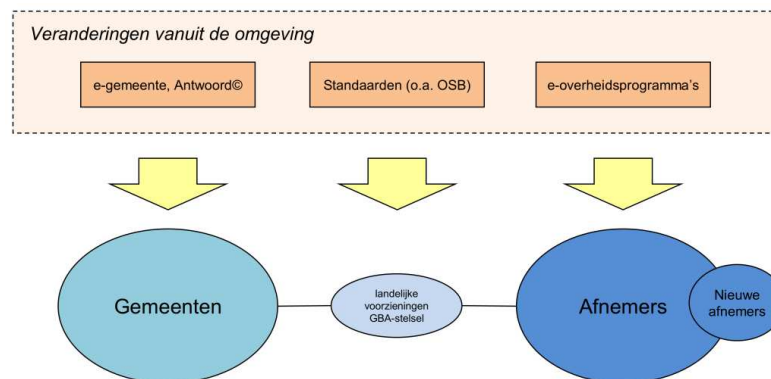 Veranderingen vanuit de omgeving
e-gemeente, Antwoord©
Standaarden (o.a. OSB)
e-overheidsprogramma's
Gemeenten
landelijke
voorzieningen
GBA-stelsel
Afnemers
Nieuwe
afnemers